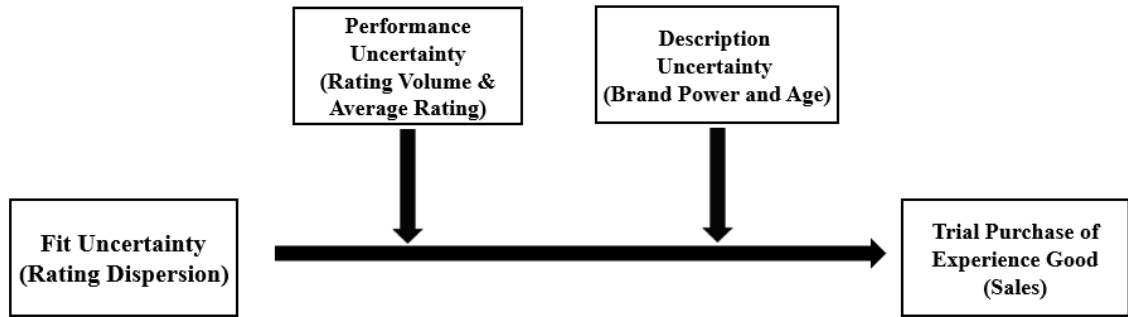 Performance
Uncertainty
(Rating Volume &
Average Rating)
Description
Uncertainty
(Brand Power and Age)
Fit Uncertainty
(Rating Dispersion)
Trial Purchase of
Experience Good
(Sales)